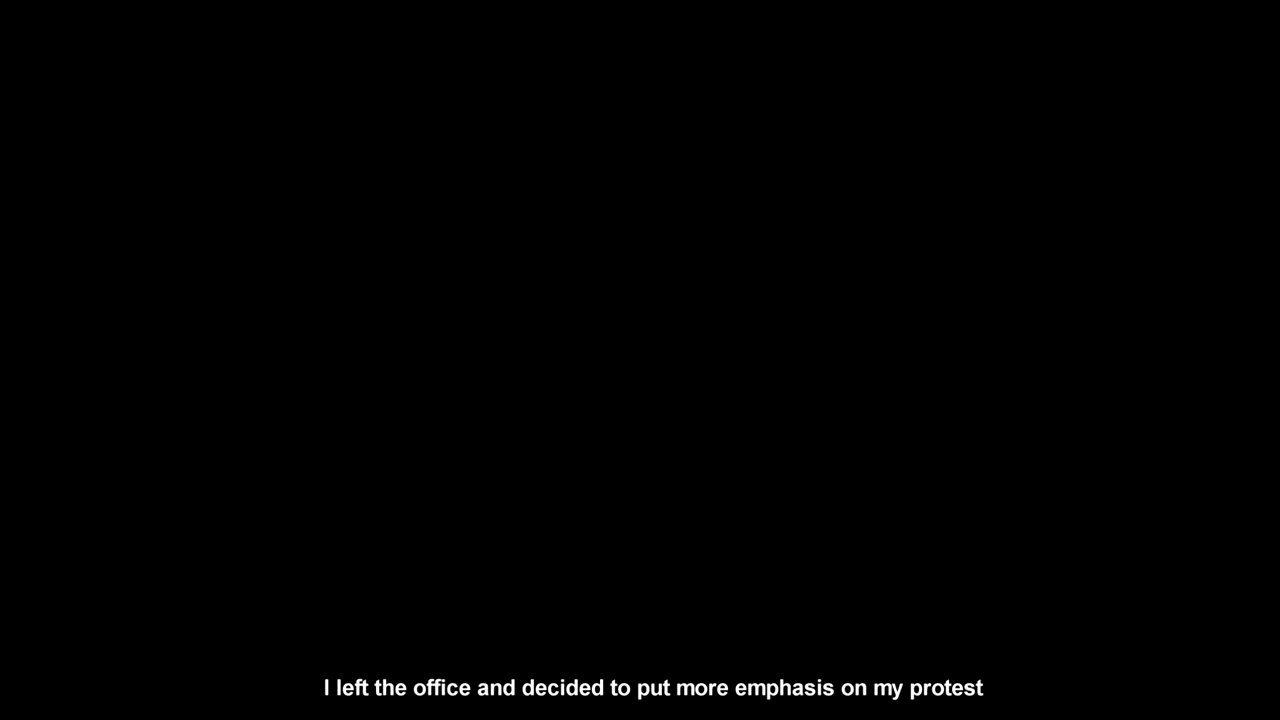 I left the office and decided to put more emphasis on my protest